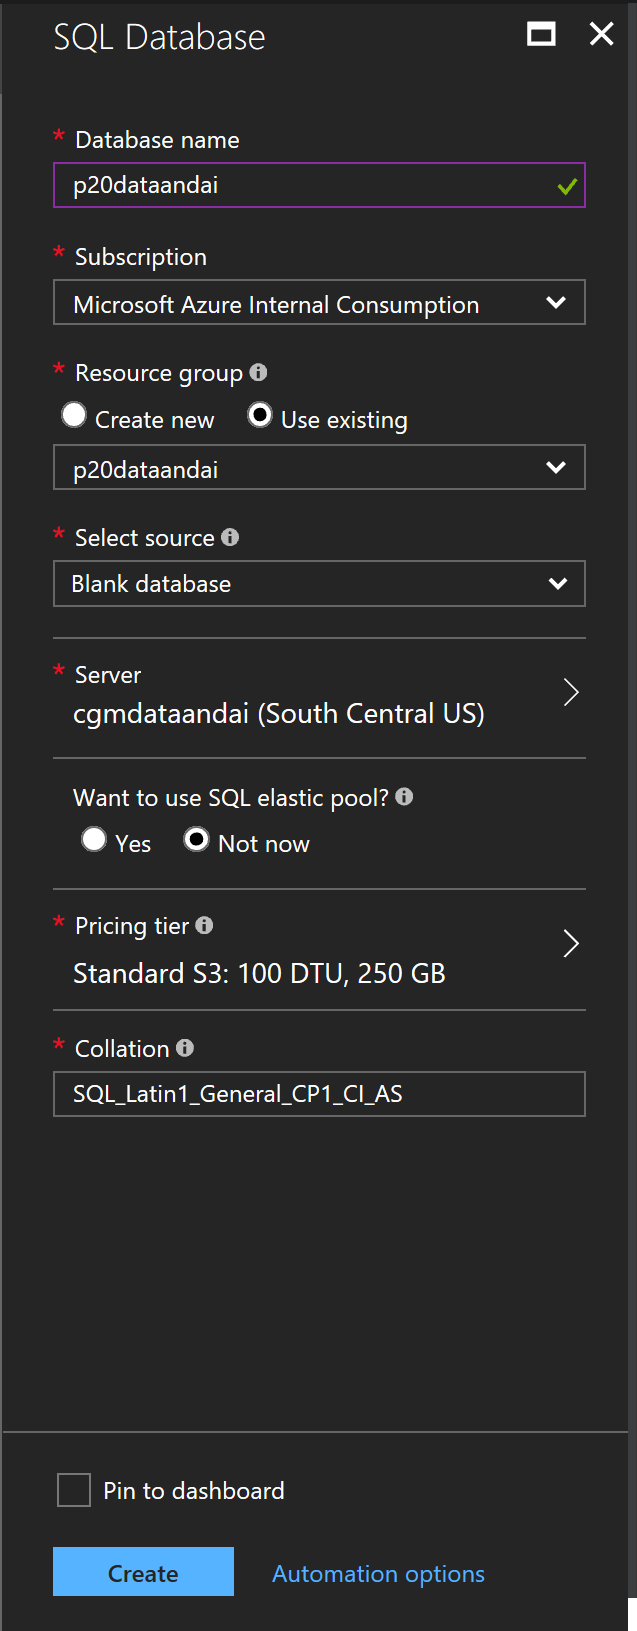 SQL Database
* Database name
p20dataandai
* Subscription
Microsoft Azure Internal Consumption
* Resource group
Create new Use existing
p20dataandai
* Select source
Blank database
* Server
cgmdataandai (South Central US)
Want to use SQL elastic pool?
Yes Not now
* Pricing tier
Standard S3: 100 DTU, 250 GB
* Collation
SQL_Latin1_General_CP1_CI_AS
Pin to dashboard
Create Automation options